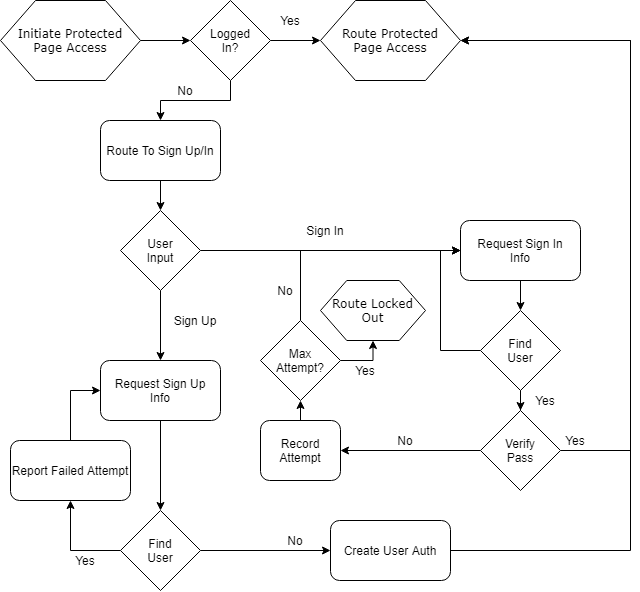 Initiate Protected
Page Access
Logged
In?
Yes
Route Protected
Page Access
No
Route To Sign Up/In
User
Input
Sign In
Request Sign In
Info
No
Route Locked
Out
Sign Up
Max
Attempt?
Yes
Find
User
Yes
Request Sign Up
Info
Record
Attempt
No
Verify
Pass
Yes
Report Failed Attempt
Find
User
Yes
No
Create User Auth